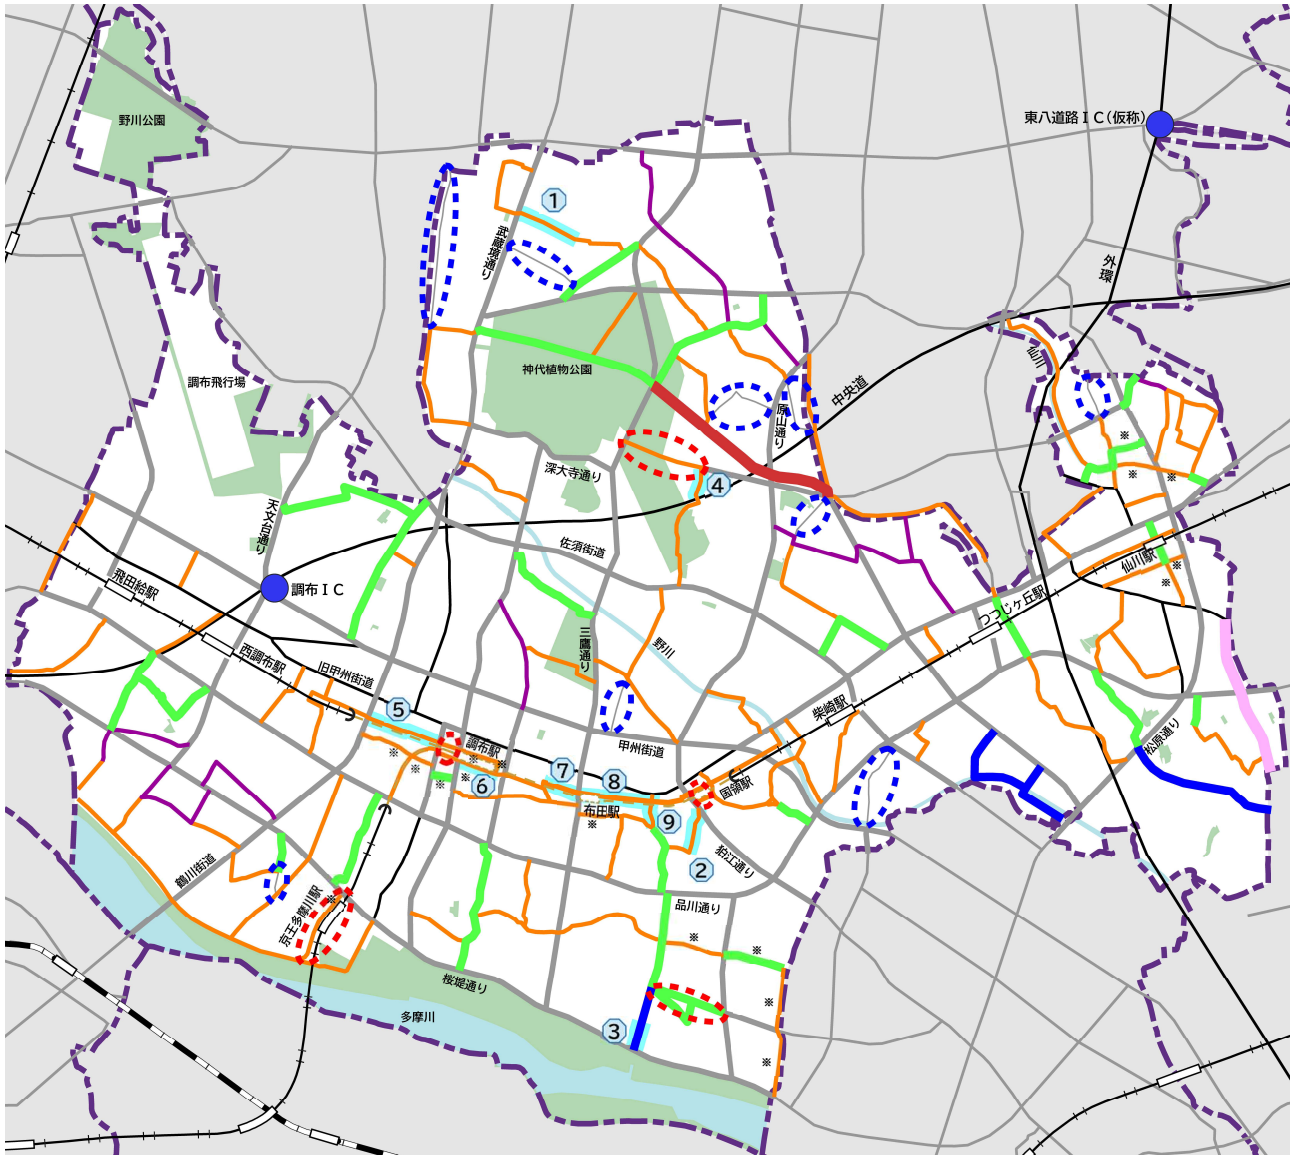 東八道路ＩＣ(仮称)
野川公園
①
武蔵境通り
外環
仙川
神代植物公園
調布飛行場
中央道
原山通り
※
深大寺通り
※
※
④
天文台通り
佐須街道
仙川駅
※
※
飛田給駅
調布ＩＣ
つつじヶ丘駅
三鷹通り
野川
西調布駅
旧甲州街道
⑤
柴崎駅
松原通り
調布駅
甲州街道
※
※
※
※
※
※
⑥
⑦
⑧
国領駅
布田駅
※
⑨
狛江通り
②
鶴川街道
※
京王多摩川駅
品川通り
※
※
桜堤通り
※
多摩川
③
※